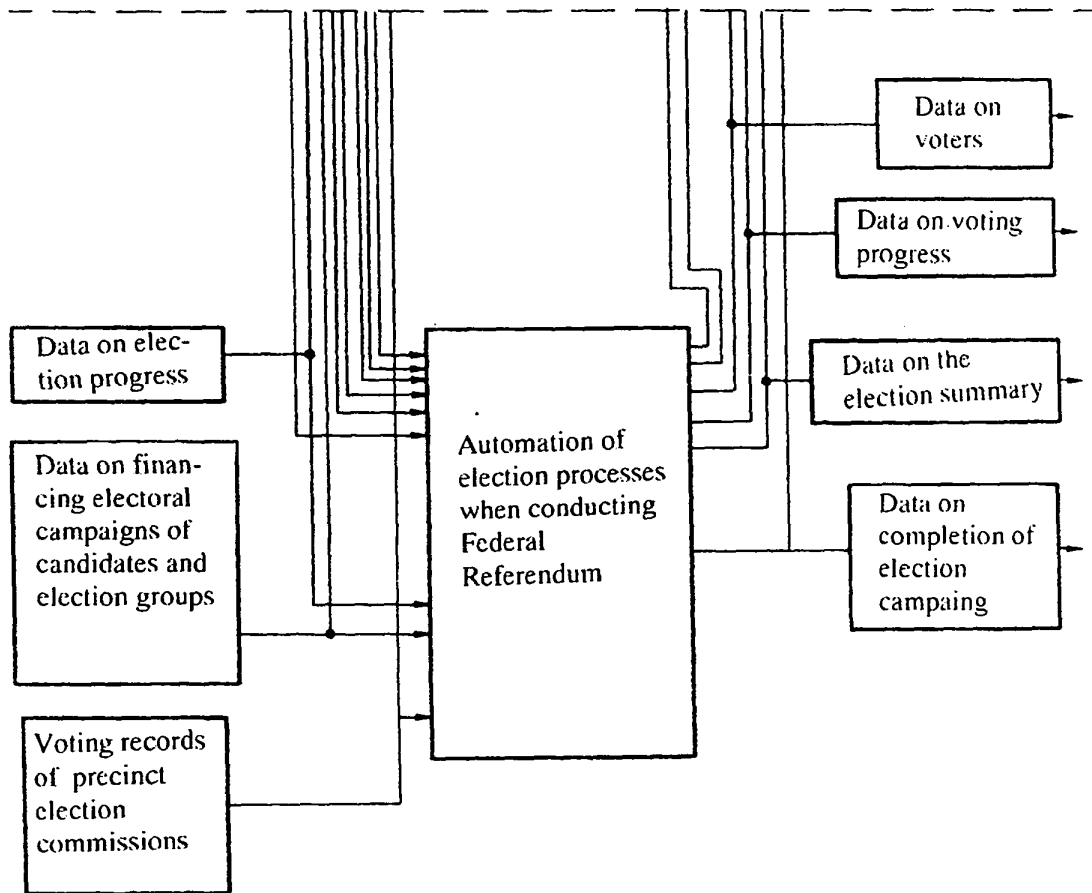 Data on
voters
Data on voting
progress
Data on elec-
tion progress
Data on the
election summary
Data on finan-
cing electoral
campaigns of
candidates and
election groups
Automation of
election processes
when conducting
Federal
Referendum
Data on
completion of
election
campaing
Voting records
of precinct
election
commissions